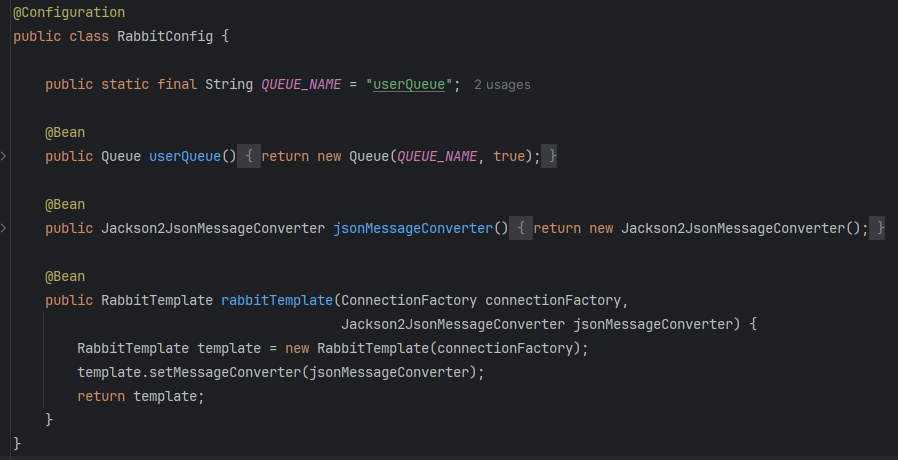 @Configuration
public class RabbitConfig {
public static final String QUEUE_NAME = "userQueue"; 2 usages
@Bean
public Queue userQueue() { return new Queue(QUEUE_NAME, true); }
@Bean
public Jackson2JsonMessageConverter jsonMessageConverter() { return new Jackson2JsonMessageConverter(); }
@Bean
public RabbitTemplate rabbitTemplate(ConnectionFactory connectionFactory,
Jackson2JsonMessageConverter jsonMessageConverter) {
RabbitTemplate template = new RabbitTemplate(connectionFactory);
template.setMessageConverter(jsonMessageConverter);
return template;
}
}